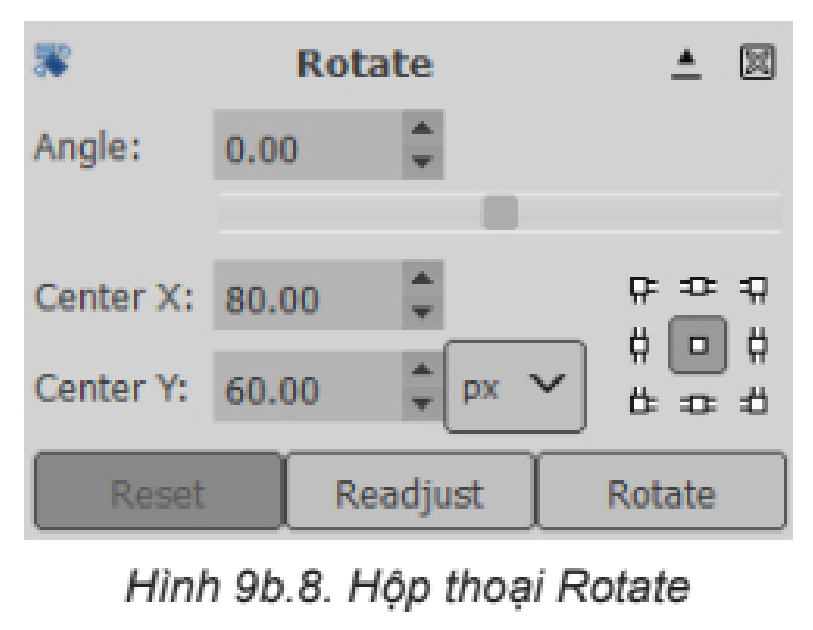 Rotate
Angle: 0.00
Center X: 80.00
Center Y: 60.00 px
Reset Readjust Rotate
Hình 9b.8. Hộp thoại Rotate